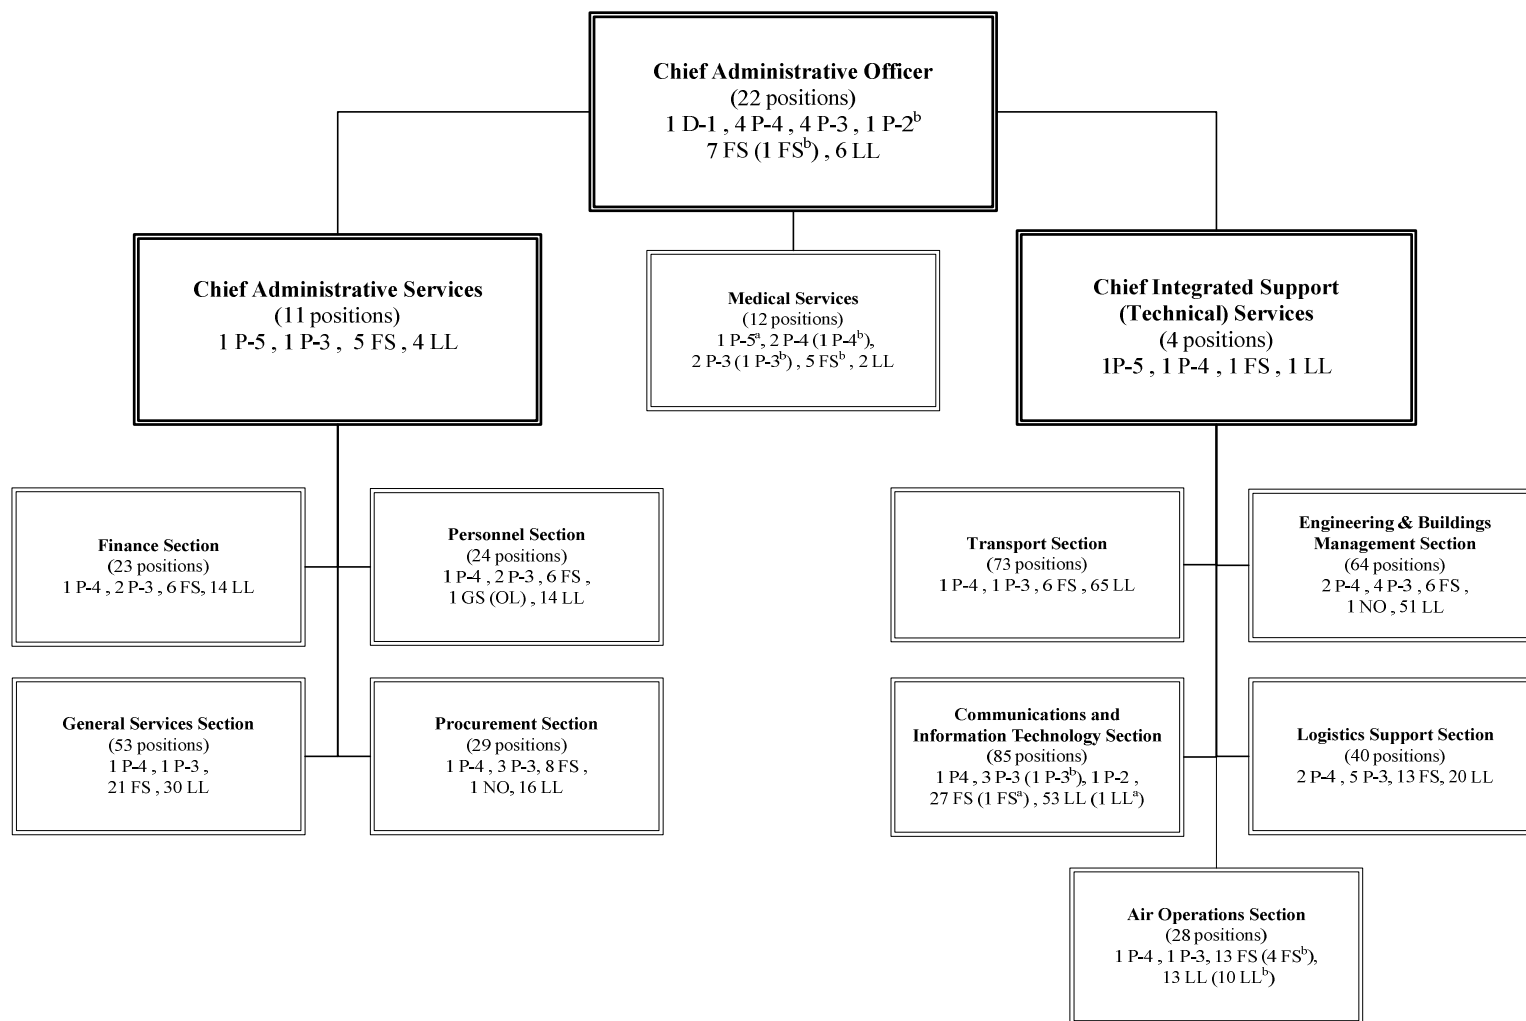 Chief Administrative Officer
(22 positions)
1 D-1 , 4 P-4 , 4 P-3 , 1 P-2ᵇ
7 FS (1 FSᵇ) , 6 LL
Chief Administrative Services
(11 positions)
1 P-5 , 1 P-3 , 5 FS , 4 LL
Medical Services
(12 positions)
1 P-5ᵃ, 2 P-4 (1 P-4ᵇ),
2 P-3 (1 P-3ᵇ) , 5 FSᵇ , 2 LL
Chief Integrated Support
(Technical) Services
(4 positions)
1P-5 , 1 P-4 , 1 FS , 1 LL
Finance Section
(23 positions)
1 P-4 , 2 P-3 , 6 FS, 14 LL
Personnel Section
(24 positions)
1 P-4 , 2 P-3 , 6 FS ,
1 GS (OL) , 14 LL
Transport Section
(73 positions)
1 P-4 , 1 P-3 , 6 FS , 65 LL
Engineering & Buildings
Management Section
(64 positions)
2 P-4 , 4 P-3 , 6 FS ,
1 NO , 51 LL
General Services Section
(53 positions)
1 P-4 , 1 P-3 ,
21 FS , 30 LL
Procurement Section
(29 positions)
1 P-4 , 3 P-3, 8 FS ,
1 NO, 16 LL
Communications and
Information Technology Section
(85 positions)
1 P4 , 3 P-3 (1 P-3ᵇ), 1 P-2 ,
27 FS (1 FSᵃ) , 53 LL (1 LLᵃ)
Logistics Support Section
(40 positions)
2 P-4 , 5 P-3, 13 FS, 20 LL
Air Operations Section
(28 positions)
1 P-4 , 1 P-3, 13 FS (4 FSᵇ),
13 LL (10 LLᵇ)